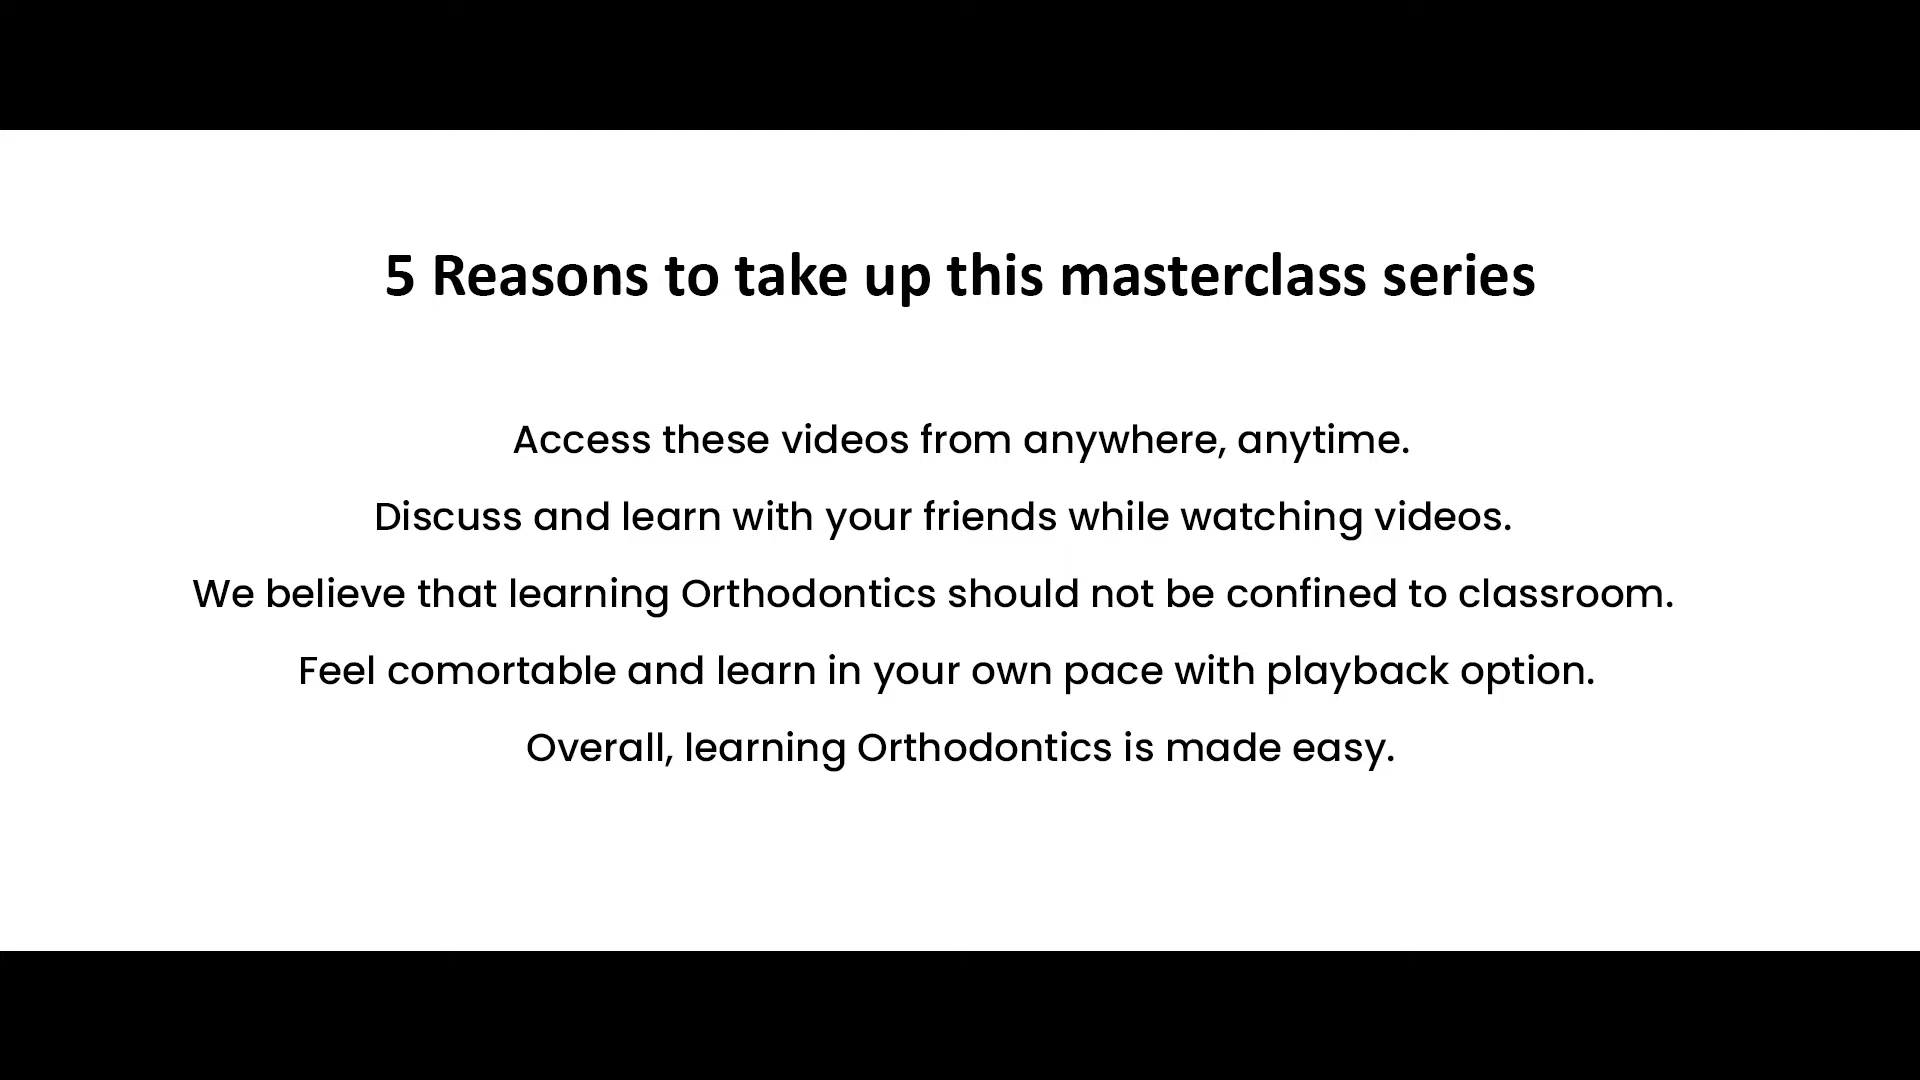 5 Reasons to take up this masterclass series
Access these videos from anywhere, anytime.
Discuss and learn with your friends while watching videos.
We believe that learning Orthodontics should not be confined to classroom.
Feel comortable and learn in your own pace with playback option.
Overall, learning Orthodontics is made easy.